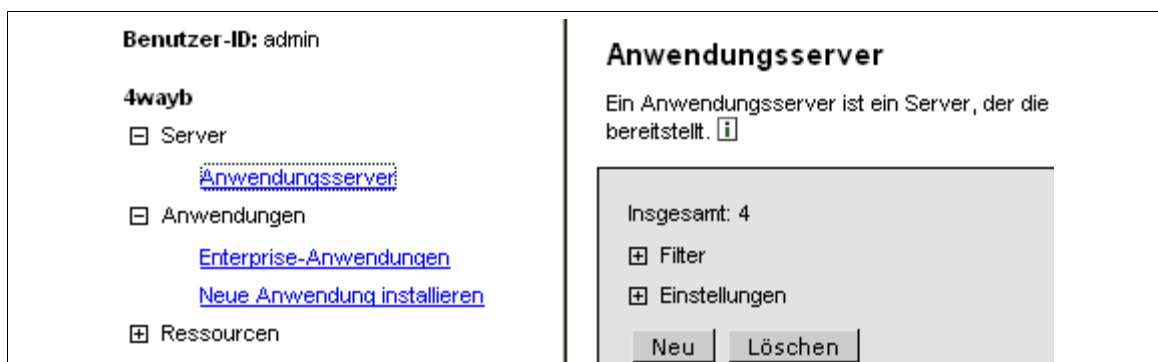 Benutzer-ID: admin
4wayb
Server
Anwendungsserver
Anwendungen
Enterprise-Anwendungen
Neue Anwendung installieren
Ressourcen
Anwendungsserver
Ein Anwendungsserver ist ein Server, der die
bereitstellt. i
Insgesamt: 4
Filter
Einstellungen
Neu Löschen